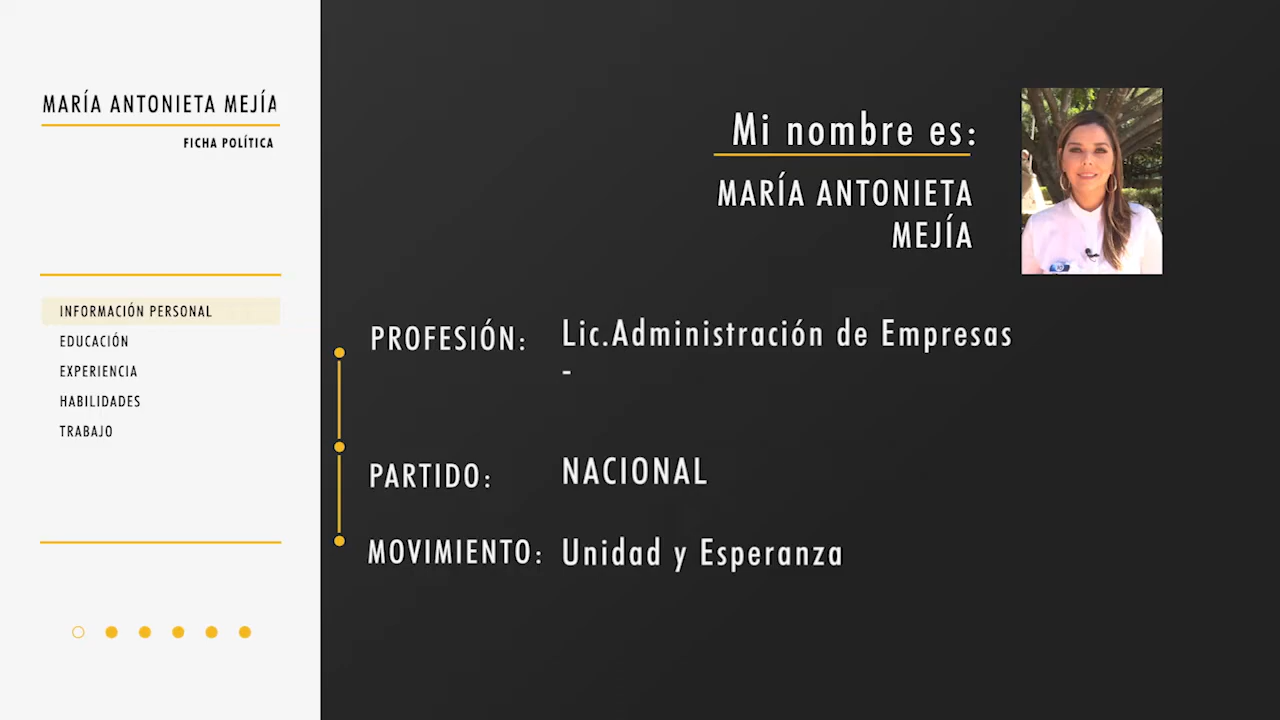 MARÍA ANTONIETA MEJÍA
FICHA POLÍTICA
INFORMACIÓN PERSONAL
EDUCACIÓN
EXPERIENCIA
HABILIDADES
TRABAJO
Mi nombre es:
MARÍA ANTONIETA
MEJÍA
PROFESIÓN:
Lic.Administración de Empresas
-
PARTIDO:
NACIONAL
MOVIMIENTO:
Unidad y Esperanza